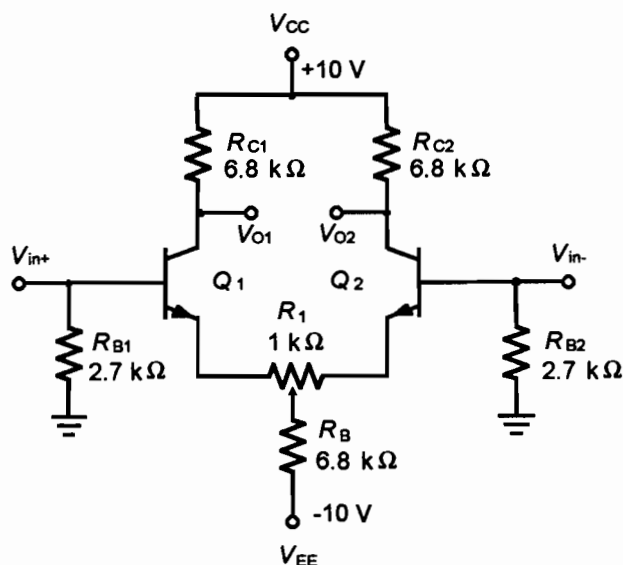 VCC
+10 V
RC1
6.8 kΩ
RC2
6.8 kΩ
VO1
VO2
Vin+
Q1
Q2
Vin-
R1
1 kΩ
RB1
2.7 kΩ
RB2
2.7 kΩ
RB
6.8 kΩ
-10 V
VEE